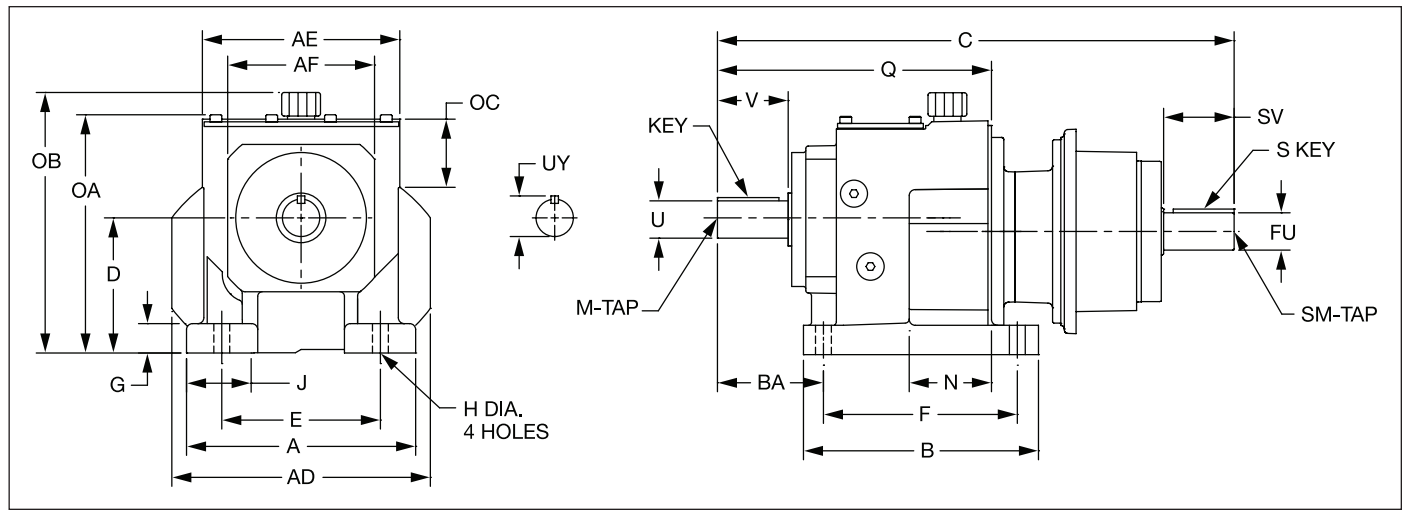 AE
AF
OC
OB
OA
UY
D
G
J
E
A
AD
H DIA.
4 HOLES
C
Q
V
SV
KEY
S KEY
U
FU
M-TAP
SM-TAP
BA
N
F
B